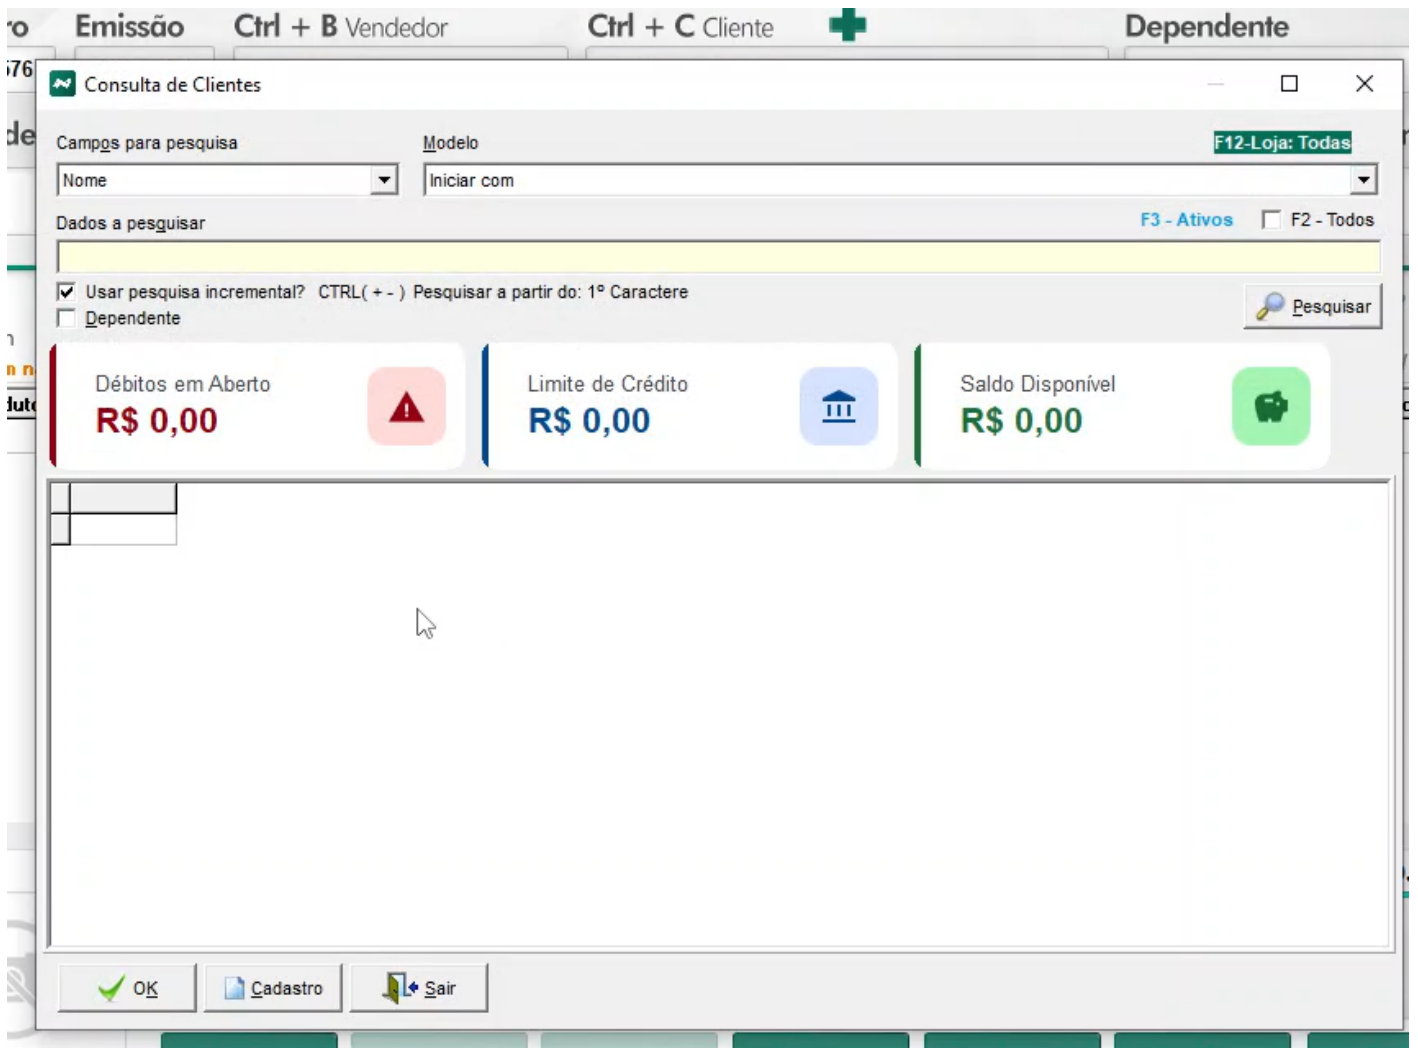 Emissão Ctrl + B Vendedor Ctrl + C Cliente Dependente
576
Consulta de Clientes
Campos para pesquisa Modelo F12-Loja: Todas
Nome Iniciar com
Dados a pesquisar F3 - Ativos F2 - Todos
Usar pesquisa incremental? CTRL( + - ) Pesquisar a partir do: 1º Caractere
Dependente
Pesquisar
Débitos em Aberto Limite de Crédito Saldo Disponível
R$ 0,00 R$ 0,00 R$ 0,00
OK Cadastro Sair